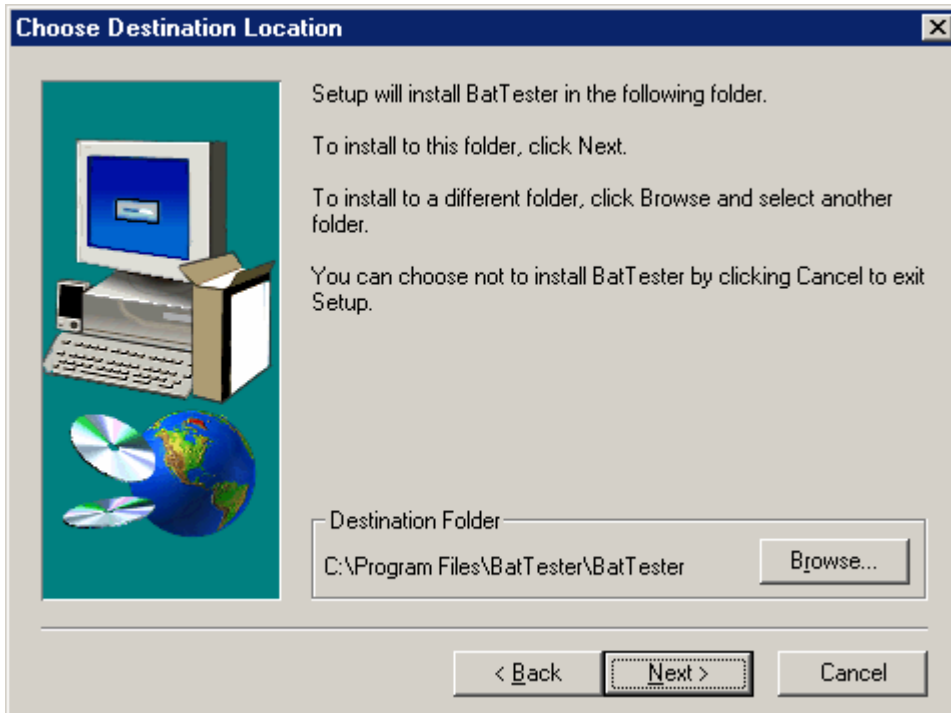 Choose Destination Location
Setup will install BatTester in the following folder.
To install to this folder, click Next.
To install to a different folder, click Browse and select another
folder.
You can choose not to install BatTester by clicking Cancel to exit
Setup.
Destination Folder
C:\Program Files\BatTester\BatTester
Browse...
< Back
Next >
Cancel